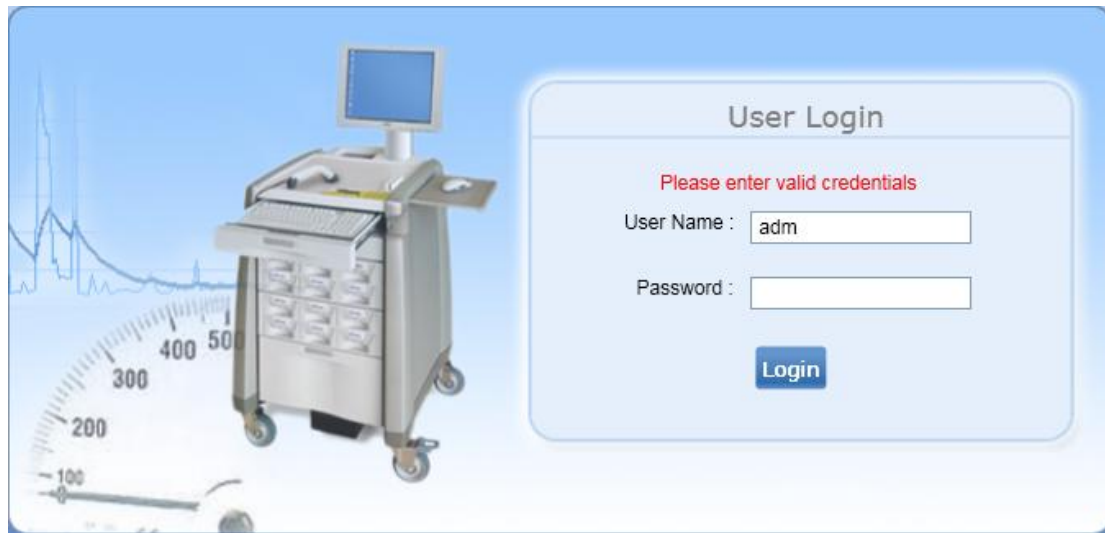 User Login
Please enter valid credentials
User Name :
adm
Password :
Login
500
400
300
200
100